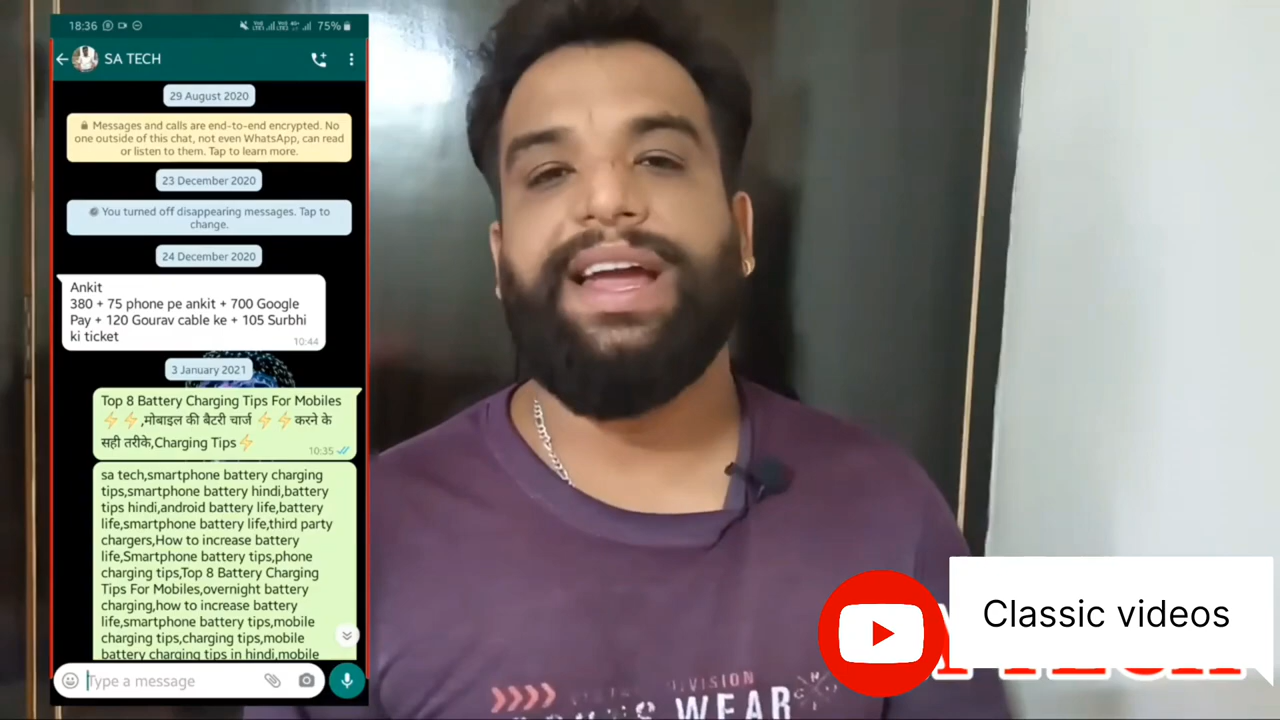 18:36
75%
SA TECH
29 August 2020
Messages and calls are end-to-end encrypted. No
one outside of this chat, not even WhatsApp, can read
or listen to them. Tap to learn more.
23 December 2020
You turned off disappearing messages. Tap to
change.
24 December 2020
Ankit
380 + 75 phone pe ankit + 700 Google
Pay + 120 Gourav cable ke + 105 Surbhi
ki ticket
10:44
3 January 2021
Top 8 Battery Charging Tips For Mobiles
⚡⚡,मोबाइल की बैटरी चार्ज ⚡⚡करने के
सही तरीके,Charging Tips⚡
10:35
sa tech,smartphone battery charging
tips,smartphone battery hindi,battery
tips hindi,android battery life,battery
life,smartphone battery life,third party
chargers,How to increase battery
life,Smartphone battery tips,phone
charging tips,Top 8 Battery Charging
Tips For Mobiles,overnight battery
charging,how to increase battery
life,smartphone battery tips,mobile
charging tips,charging tips,mobile
battery charging tips in hindi,mobile
Type a message
DIVISION
WEAR
Classic videos